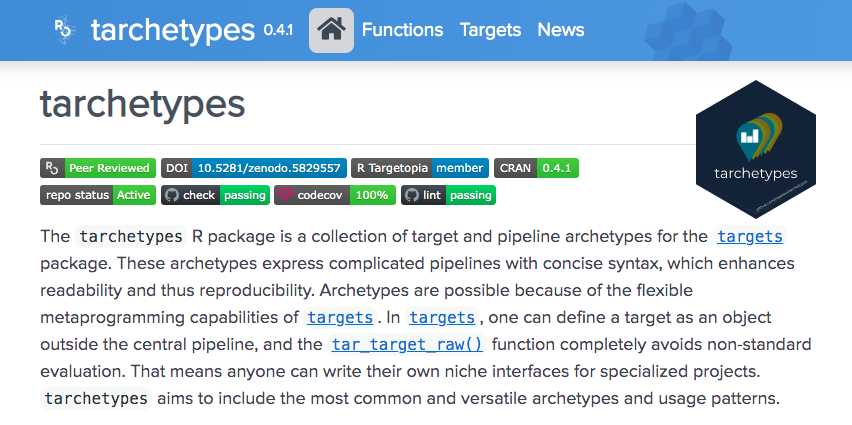 tarchetypes 0.4.1 Functions Targets News
tarchetypes
Peer Reviewed DOI 10.5281/zenodo.5829557 R Targetopia member CRAN 0.4.1
repo status Active check passing codecov 100% lint passing
tarchetypes
The tarchetypes R package is a collection of target and pipeline archetypes for the targets
package. These archetypes express complicated pipelines with concise syntax, which enhances
readability and thus reproducibility. Archetypes are possible because of the flexible
metaprogramming capabilities of targets. In targets, one can define a target as an object
outside the central pipeline, and the tar_target_raw() function completely avoids non-standard
evaluation. That means anyone can write their own niche interfaces for specialized projects.
tarchetypes aims to include the most common and versatile archetypes and usage patterns.